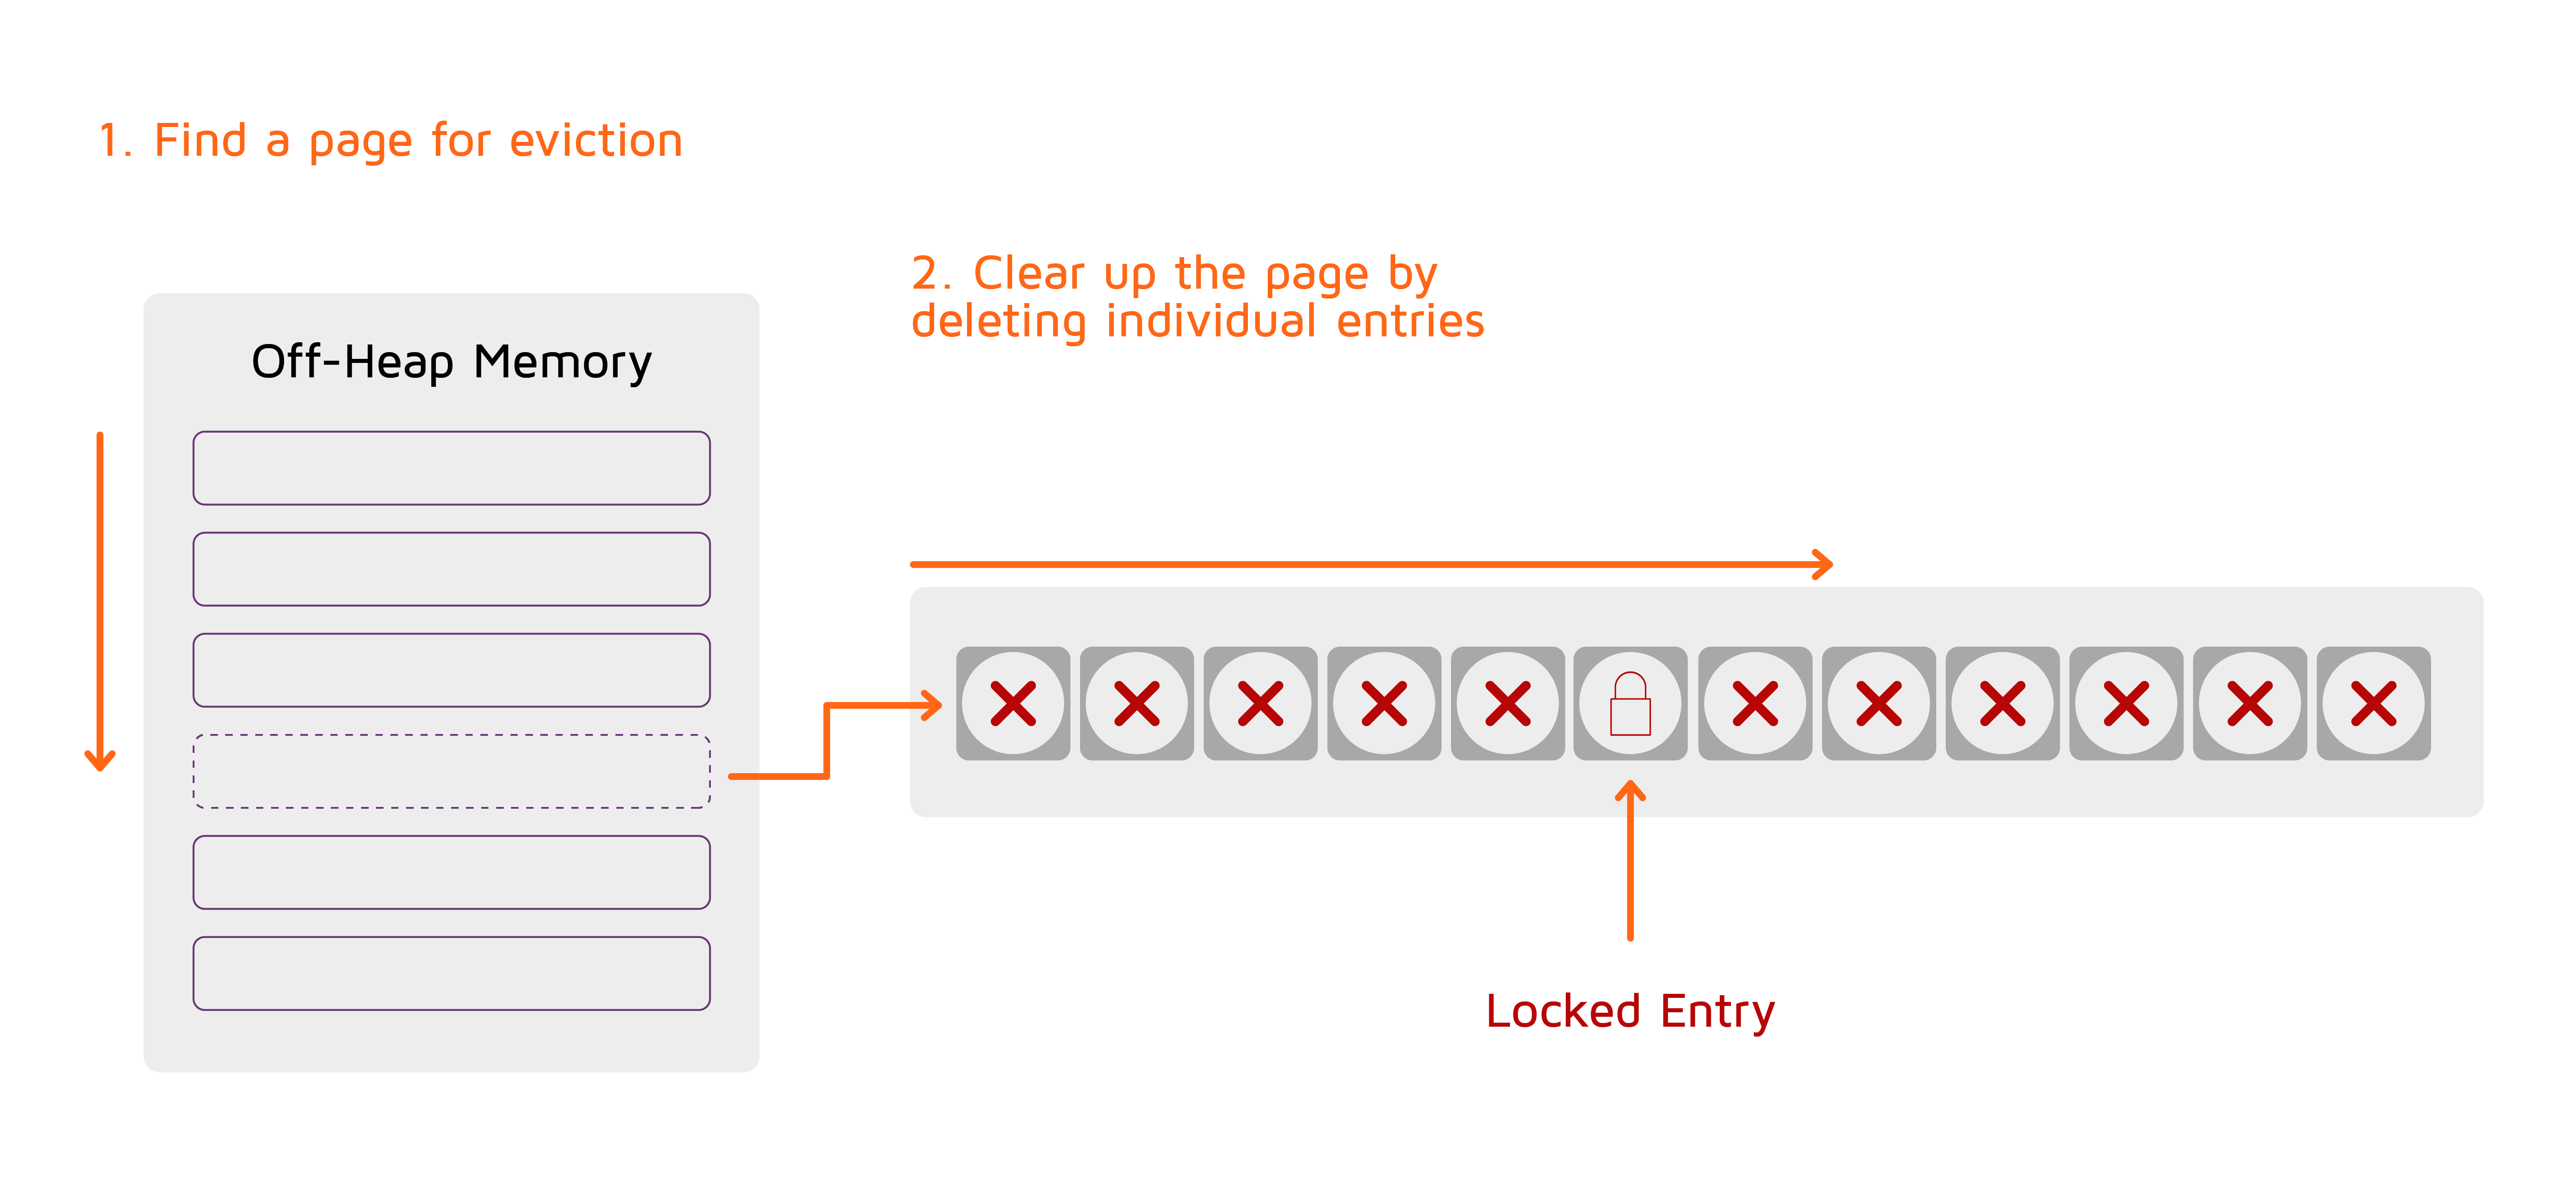 1. Find a page for eviction
2. Clear up the page by
deleting individual entries
Off-Heap Memory
Locked Entry